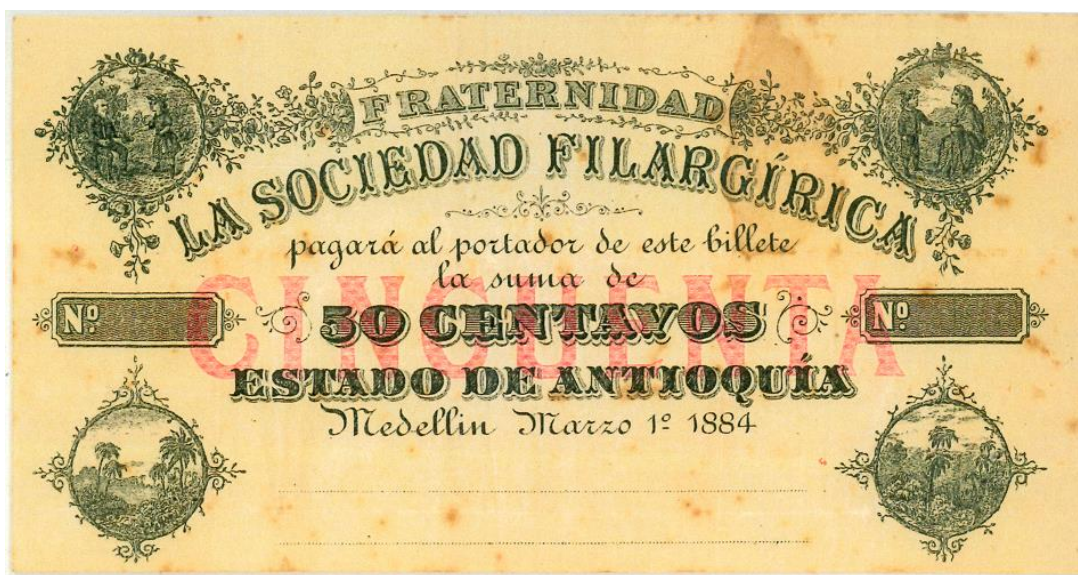 FRATERNIDAD
LA SOCIEDAD FILARGÍRICA
pagará al portador de este billete
la suma de
CINCUENTA
Nº 50 CENTAVOS Nº
ESTADO DE ANTIOQUÍA
Medellin Marzo 1º 1884